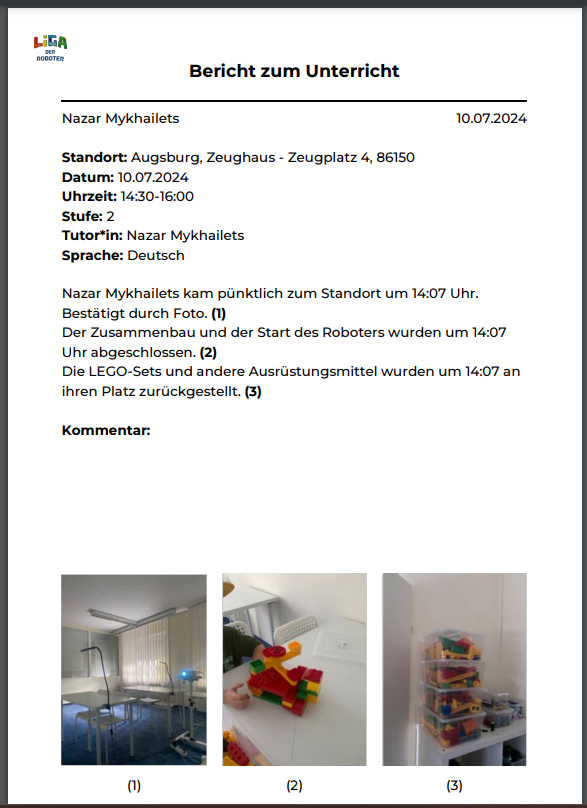 LiGA
DER
ROBOTER
Bericht zum Unterricht
Nazar Mykhailets 10.07.2024
Standort: Augsburg, Zeughaus - Zeugplatz 4, 86150
Datum: 10.07.2024
Uhrzeit: 14:30-16:00
Stufe: 2
Tutor*in: Nazar Mykhailets
Sprache: Deutsch
Nazar Mykhailets kam pünktlich zum Standort um 14:07 Uhr.
Bestätigt durch Foto. (1)
Der Zusammenbau und der Start des Roboters wurden um 14:07
Uhr abgeschlossen. (2)
Die LEGO-Sets und andere Ausrüstungsmittel wurden um 14:07 an
ihren Platz zurückgestellt. (3)
Kommentar:
(1) (2) (3)